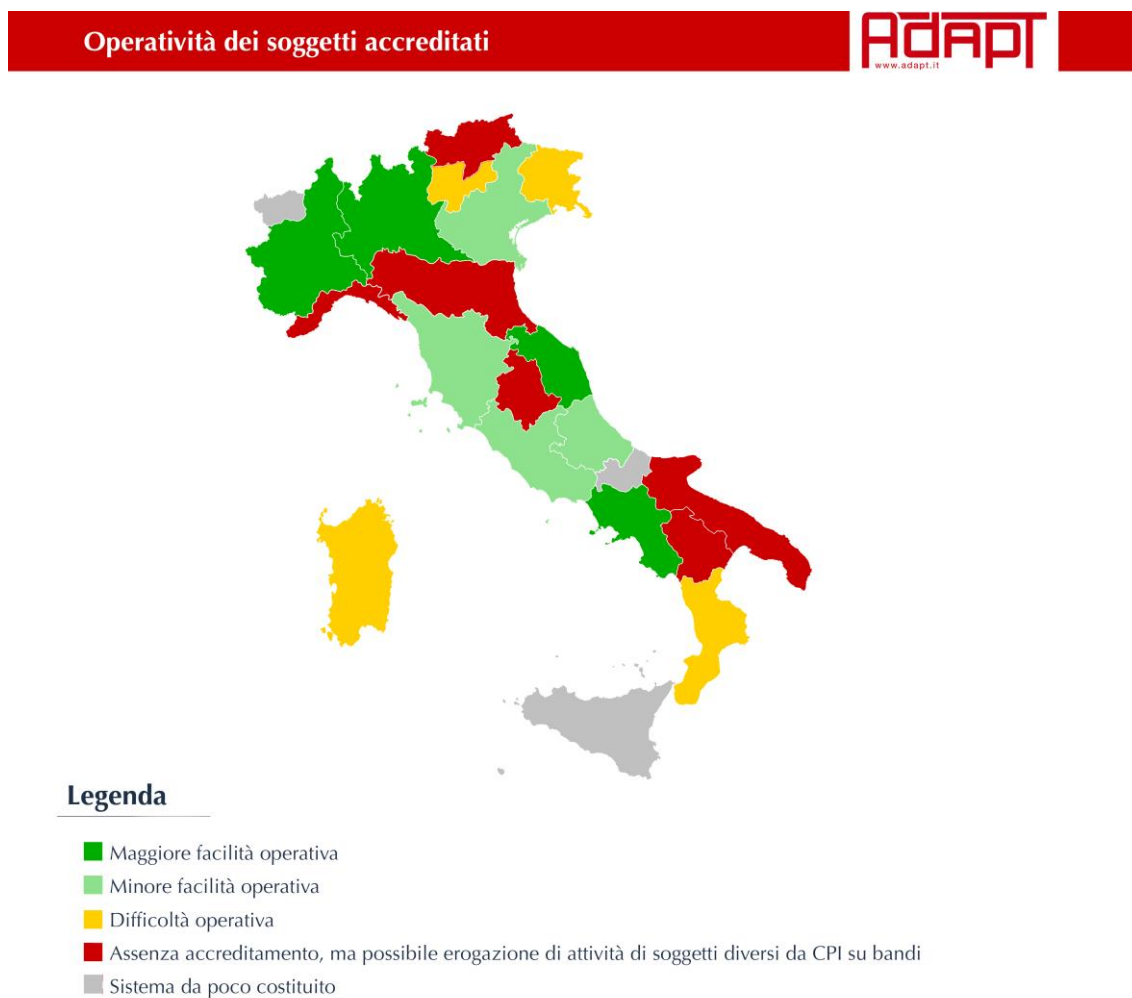 Operatività dei soggetti accreditati
AdAPT
www.adapt.it
Legenda
Maggiore facilità operativa
Minore facilità operativa
Difficoltà operativa
Assenza accreditamento, ma possibile erogazione di attività di soggetti diversi da CPI su bandi
Sistema da poco costituito